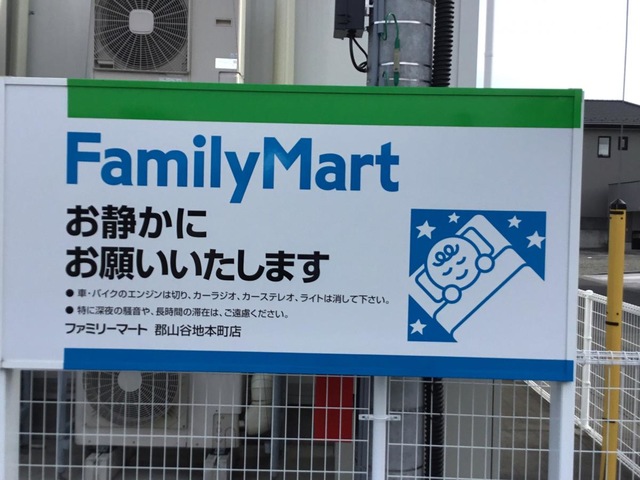 FamilyMart
お静かに
お願いいたします
●車・バイクのエンジンは切り、カーラジオ、カーステレオ、ライトは消して下さい。
●特に深夜の騒音や、長時間の滞在は、ご遠慮ください。
ファミリーマート 郡山谷地本町店